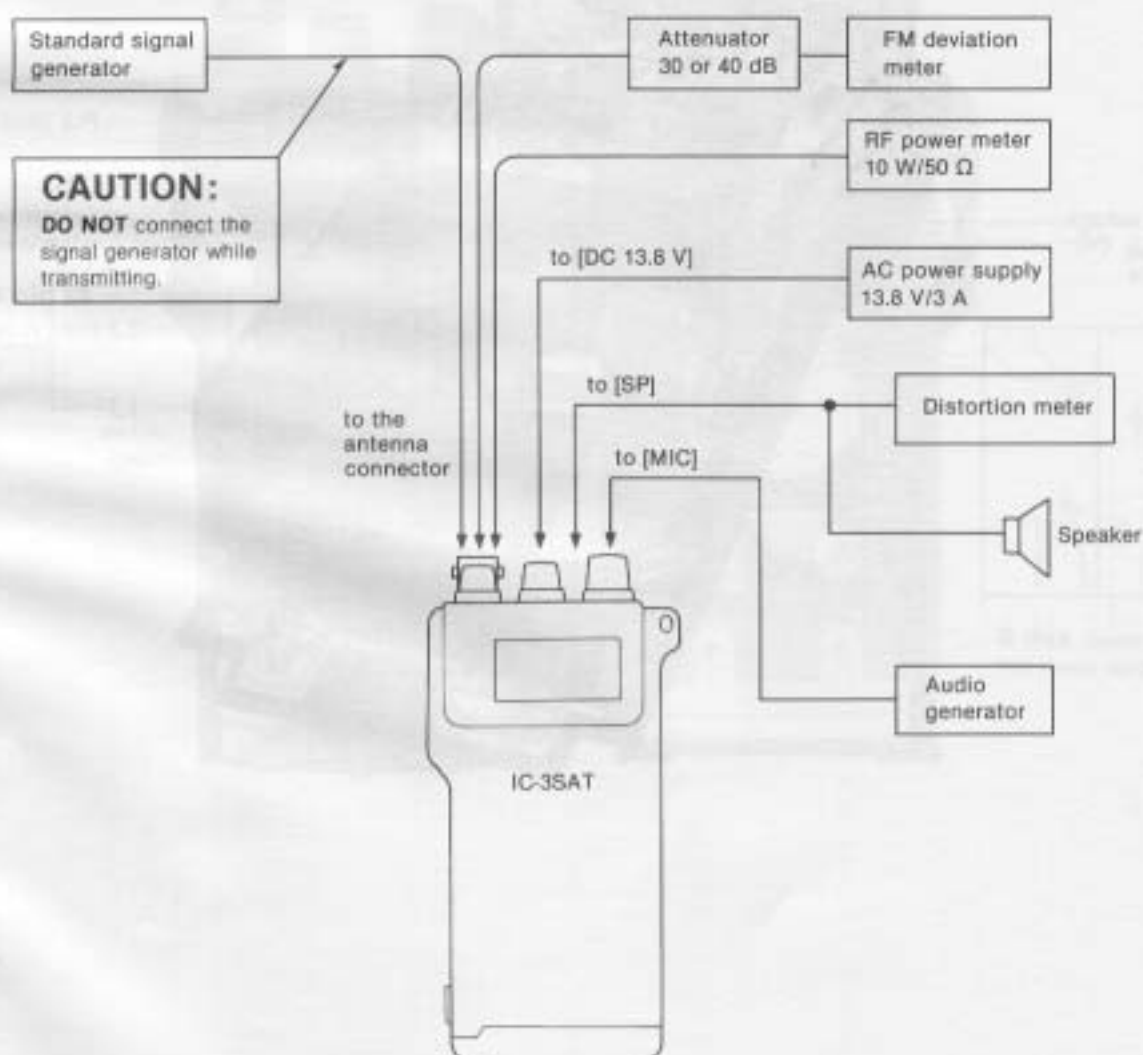 Standard signal
generator
Attenuator
30 or 40 dB
FM deviation
meter
RF power meter
10 W/50 Ω
CAUTION:
DO NOT connect the
signal generator while
transmitting.
to [DC 13.8 V]
AC power supply
13.8 V/3 A
to [SP]
Distortion meter
to the
antenna
connector
to [MIC]
Speaker
Audio
generator
IC-3SAT